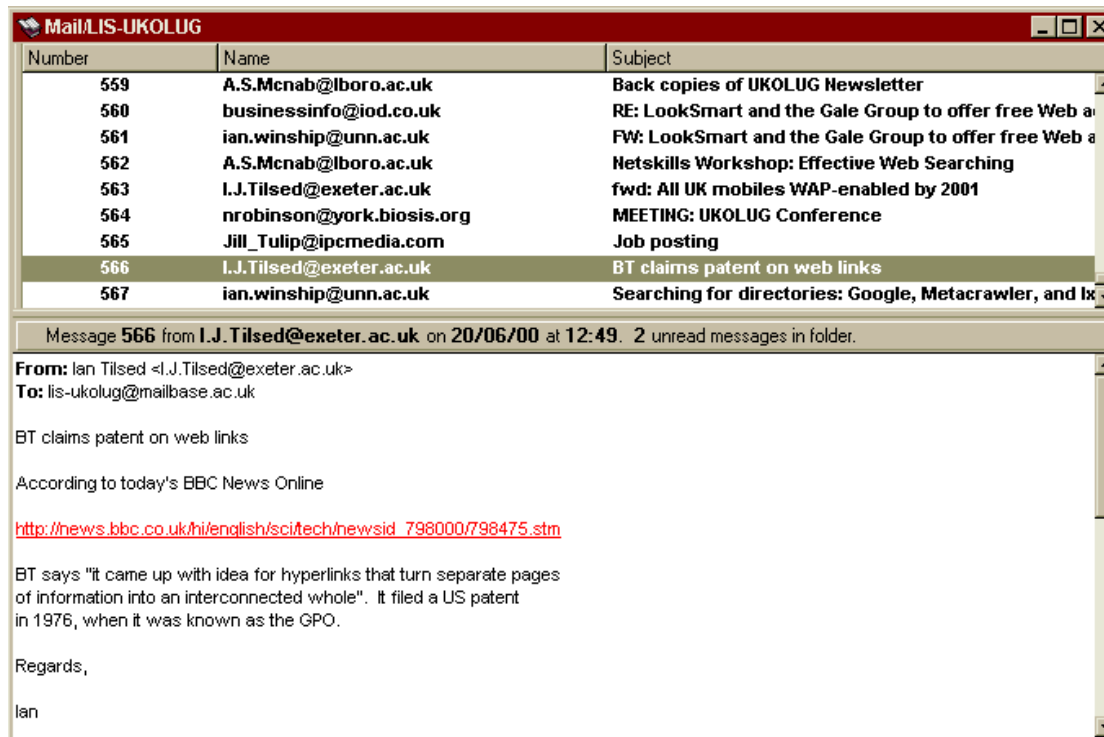 Mail/LIS-UKOLUG
Number Name Subject
559 A.S.Mcnab@lboro.ac.uk Back copies of UKOLUG Newsletter
560 businessinfo@iod.co.uk RE: LookSmart and the Gale Group to offer free Web a
561 ian.winship@unn.ac.uk FW: LookSmart and the Gale Group to offer free Web a
562 A.S.Mcnab@lboro.ac.uk Netskills Workshop: Effective Web Searching
563 I.J.Tilsed@exeter.ac.uk fwd: All UK mobiles WAP-enabled by 2001
564 nrobinson@york.biosis.org MEETING: UKOLUG Conference
565 Jill_Tulip@ipcmedia.com Job posting
566 I.J.Tilsed@exeter.ac.uk BT claims patent on web links
567 ian.winship@unn.ac.uk Searching for directories: Google, Metacrawler, and Ix
Message 566 from I.J.Tilsed@exeter.ac.uk on 20/06/00 at 12:49. 2 unread messages in folder.
From: Ian Tilsed <I.J.Tilsed@exeter.ac.uk>
To: lis-ukolug@mailbase.ac.uk
BT claims patent on web links
According to today's BBC News Online
http://news.bbc.co.uk/hi/english/sci/tech/newsid_798000/798475.stm
BT says "it came up with idea for hyperlinks that turn separate pages
of information into an interconnected whole". It filed a US patent
in 1976, when it was known as the GPO.
Regards,
Ian